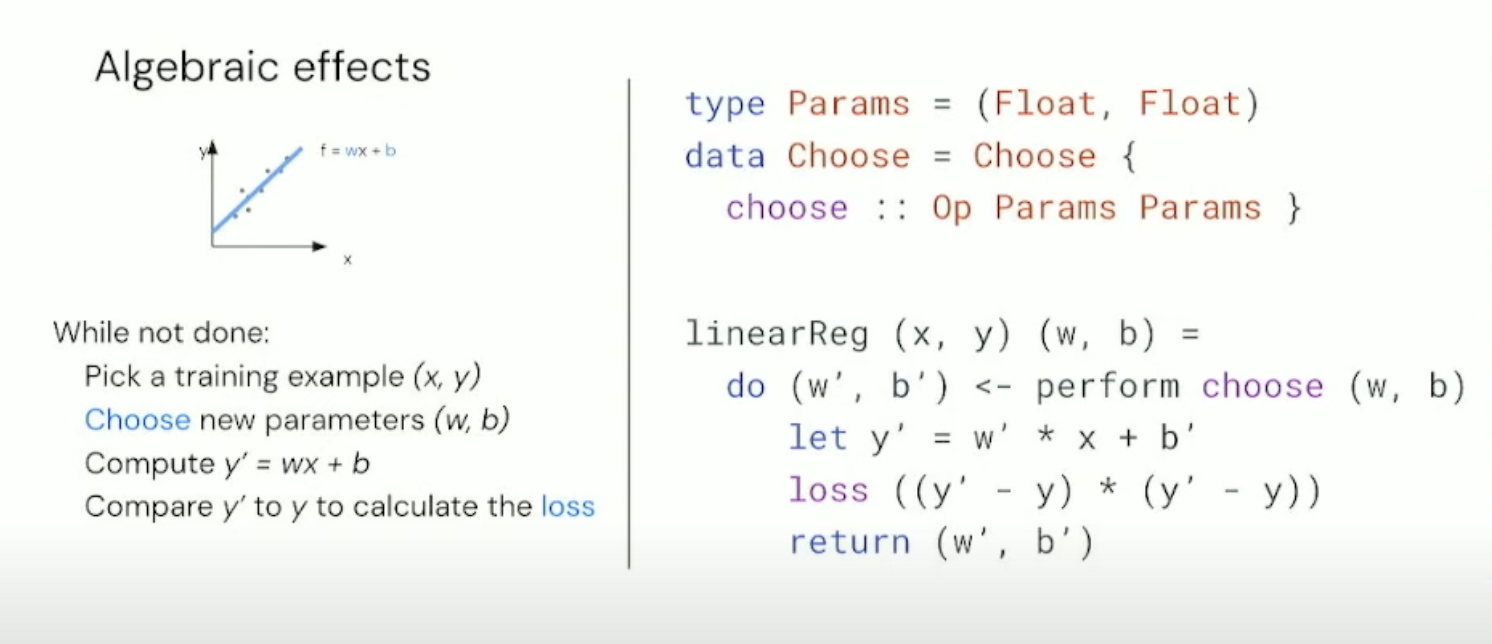 Algebraic effects
y
f = wx + b
x
While not done:
Pick a training example (x, y)
Choose new parameters (w, b)
Compute y′ = wx + b
Compare y′ to y to calculate the loss
type Params = (Float, Float)
data Choose = Choose {
choose :: Op Params Params }
linearReg (x, y) (w, b) =
do (w′, b′) <- perform choose (w, b)
let y′ = w′ * x + b′
loss ((y′ - y) * (y′ - y))
return (w′, b′)